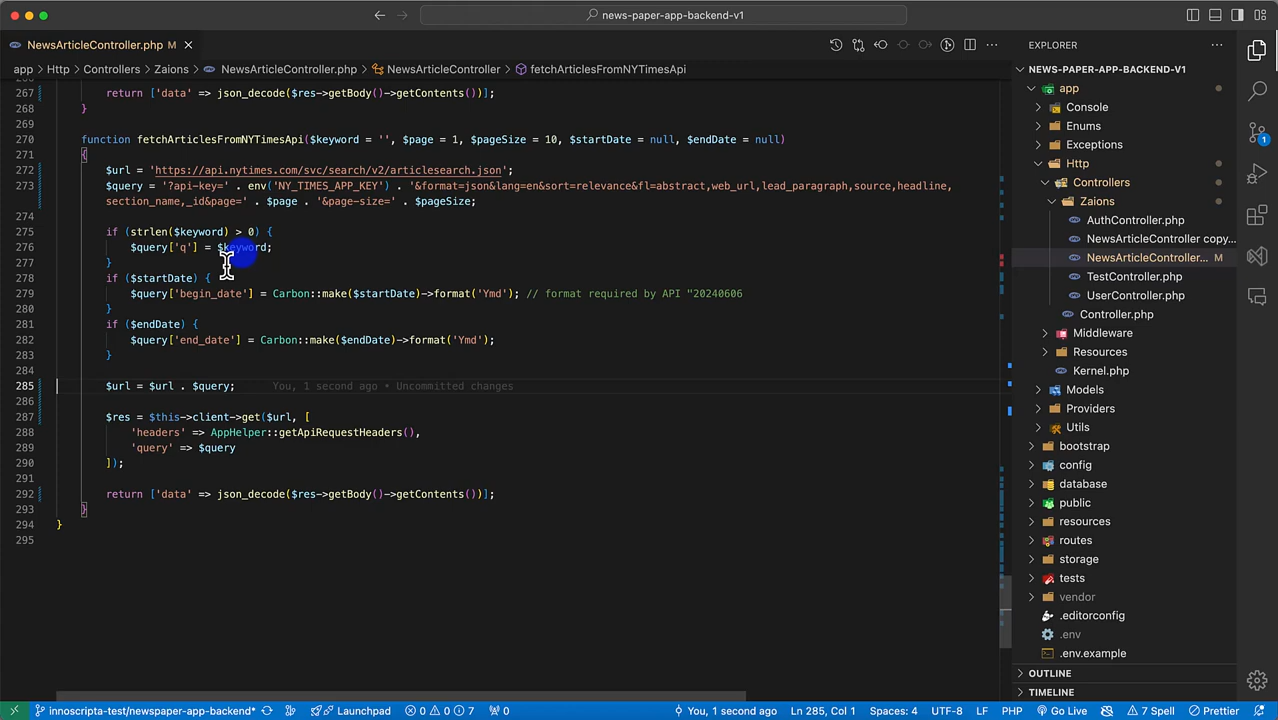 news-paper-app-backend-v1
NewsArticleController.php M
EXPLORER
app > Http > Controllers > Zaions > NewsArticleController.php > NewsArticleController > fetchArticlesFromNYTimesApi
267 return ['data' => json_decode($res->getBody()->getContents())];
268 }
269
270 function fetchArticlesFromNYTimesApi($keyword = '', $page = 1, $pageSize = 10, $startDate = null, $endDate = null)
271 {
272 $url = 'https://api.nytimes.com/svc/search/v2/articlesearch.json';
273 $query = '?api-key=' . env('NY_TIMES_APP_KEY') . '&format=json&lang=en&sort=relevance&fl=abstract,web_url,lead_paragraph,source,headline,
section_name,_id&page=' . $page . '&page-size=' . $pageSize;
274
275 if (strlen($keyword) > 0) {
276 $query['q'] = $keyword;
277 }
278 if ($startDate) {
279 $query['begin_date'] = Carbon::make($startDate)->format('Ymd'); // format required by API "20240606
280 }
281 if ($endDate) {
282 $query['end_date'] = Carbon::make($endDate)->format('Ymd');
283 }
284
285 $url = $url . $query; You, 1 second ago • Uncommitted changes
286
287 $res = $this->client->get($url, [
288 'headers' => AppHelper::getApiRequestHeaders(),
289 'query' => $query
290 ]);
291
292 return ['data' => json_decode($res->getBody()->getContents())];
293 }
294 }
295
NEWS-PAPER-APP-BACKEND-V1
app
Console
Enums
Exceptions
Http
Controllers
Zaions
AuthController.php
NewsArticleController copy...
NewsArticleController... M
TestController.php
UserController.php
Controller.php
Middleware
Resources
Kernel.php
Models
Providers
Utils
bootstrap
config
database
public
resources
routes
storage
tests
vendor
.editorconfig
.env
.env.example
OUTLINE
TIMELINE
1
innoscripta-test/newspaper-app-backend* Launchpad 0 0 7 0 You, 1 second ago Ln 285, Col 1 Spaces: 4 UTF-8 LF PHP Go Live 7 Spell Prettier